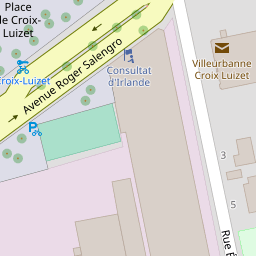 Place
de Croix-
Luizet
Croix-Luizet
Avenue Roger Salengro
Consultat
d'Irlande
Villeurbanne
Croix Luizet
3
5
Rue